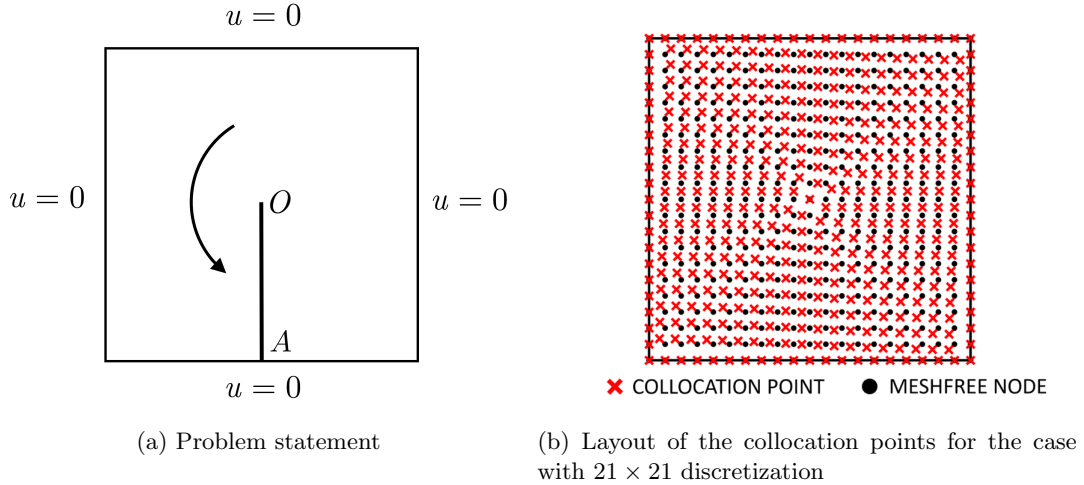 u = 0
u = 0
O
u = 0
A
u = 0
(a) Problem statement
✕ COLLOCATION POINT ● MESHFREE NODE
(b) Layout of the collocation points for the case
with 21 × 21 discretization